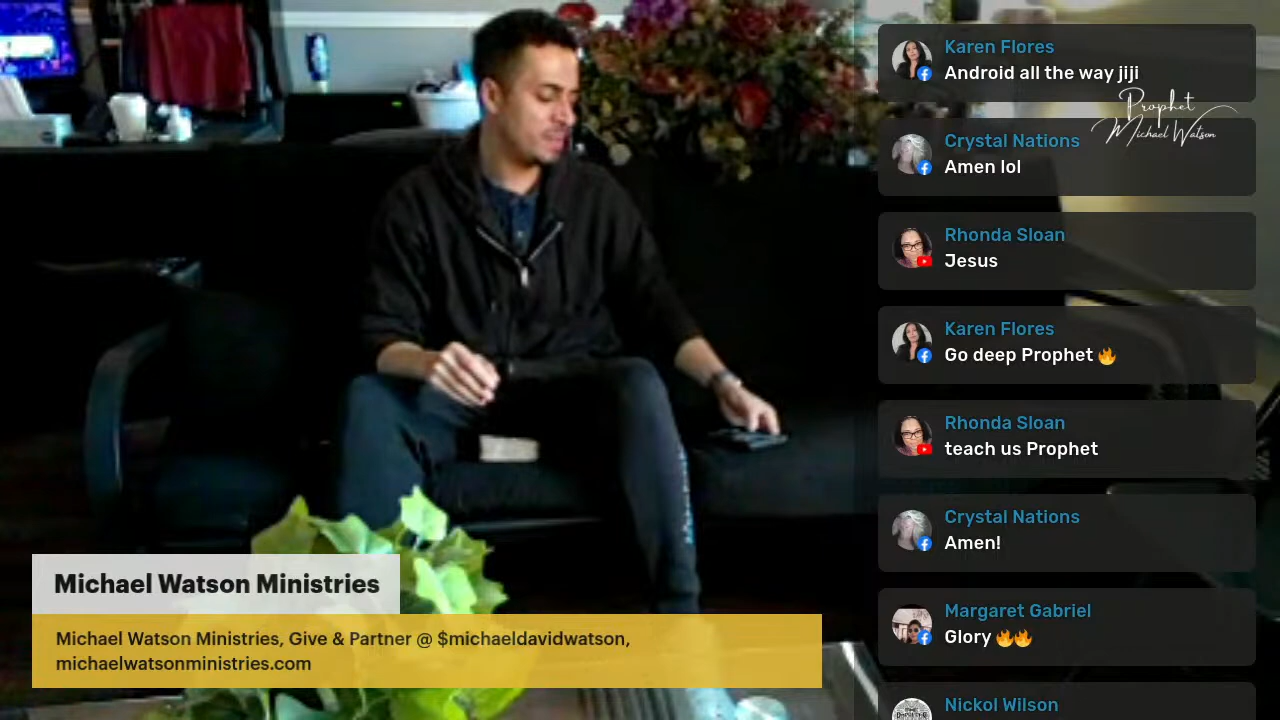 Karen Flores
Android all the way jiji
Prophet
Michael Watson
Crystal Nations
Amen lol
Rhonda Sloan
Jesus
Karen Flores
Go deep Prophet 🔥
Rhonda Sloan
teach us Prophet
Crystal Nations
Amen!
Margaret Gabriel
Glory 🔥🔥
Nickol Wilson
Michael Watson Ministries
Michael Watson Ministries, Give & Partner @ $michaeldavidwatson,
michaelwatsonministries.com